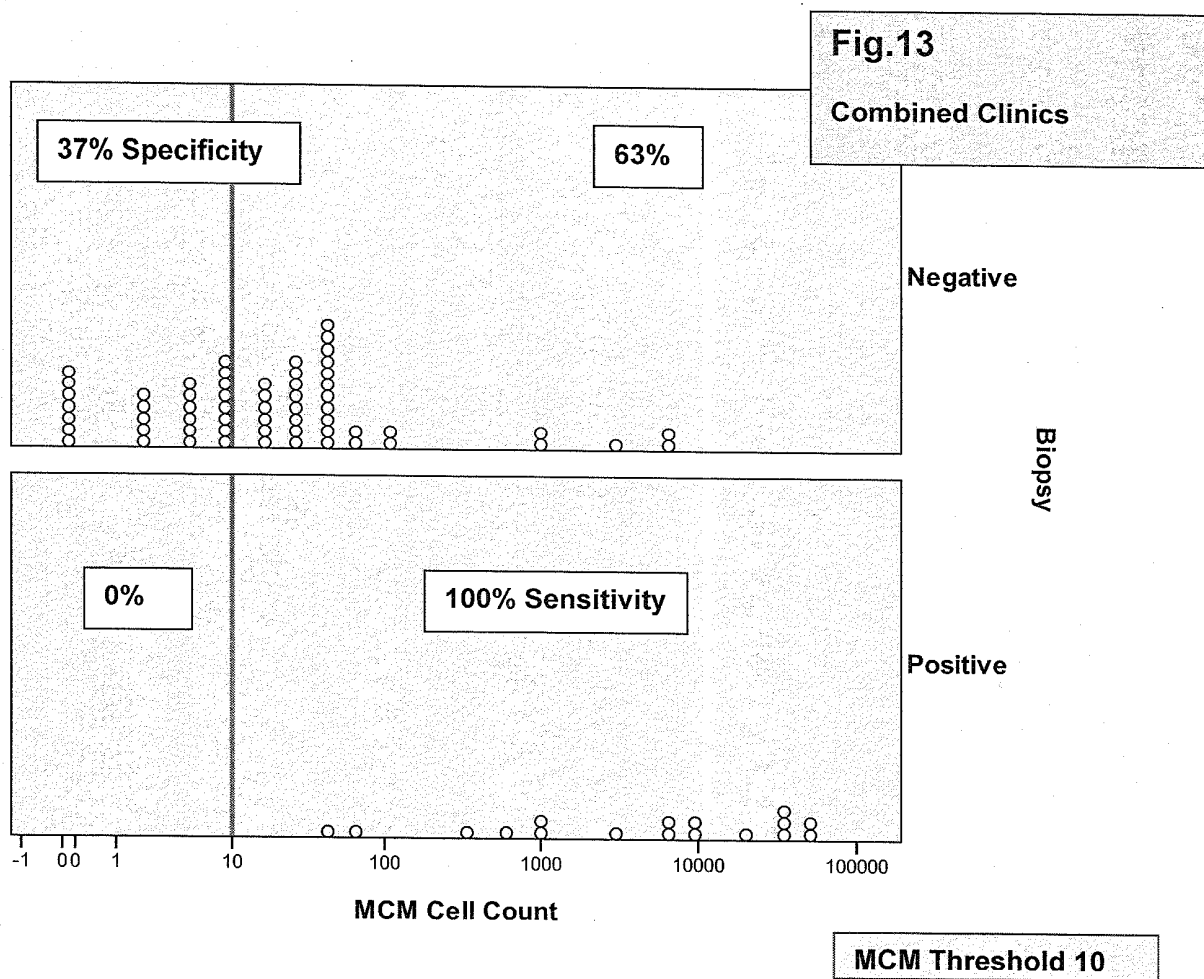 Fig.13
Combined Clinics
37% Specificity
63%
Negative
Biopsy
0%
100% Sensitivity
Positive
-1 0 0 1 10 100 1000 10000 100000
MCM Cell Count
MCM Threshold 10